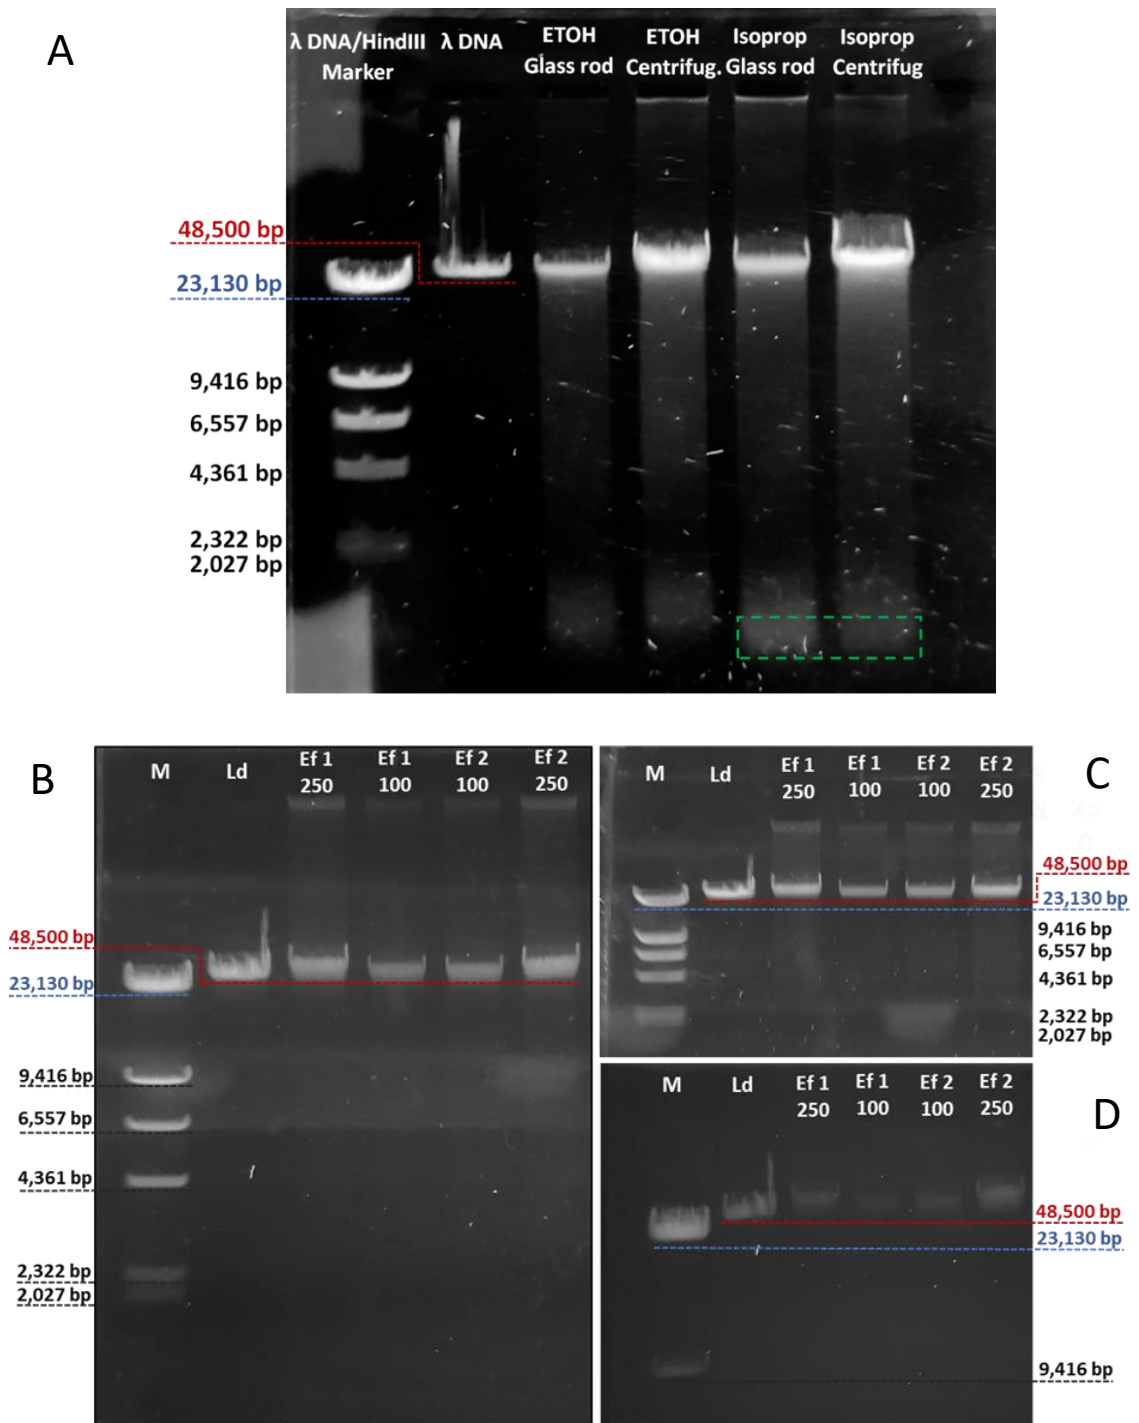 A
λ DNA/HindIII
Marker
λ DNA
ETOH
Glass rod
ETOH
Centrifug.
Isoprop
Glass rod
Isoprop
Centrifug
48,500 bp
23,130 bp
9,416 bp
6,557 bp
4,361 bp
2,322 bp
2,027 bp
B
M
Ld
Ef 1
250
Ef 1
100
Ef 2
100
Ef 2
250
48,500 bp
23,130 bp
9,416 bp
6,557 bp
4,361 bp
2,322 bp
2,027 bp
C
M
Ld
Ef 1
250
Ef 1
100
Ef 2
100
Ef 2
250
48,500 bp
23,130 bp
9,416 bp
6,557 bp
4,361 bp
2,322 bp
2,027 bp
D
M
Ld
Ef 1
250
Ef 1
100
Ef 2
100
Ef 2
250
48,500 bp
23,130 bp
9,416 bp